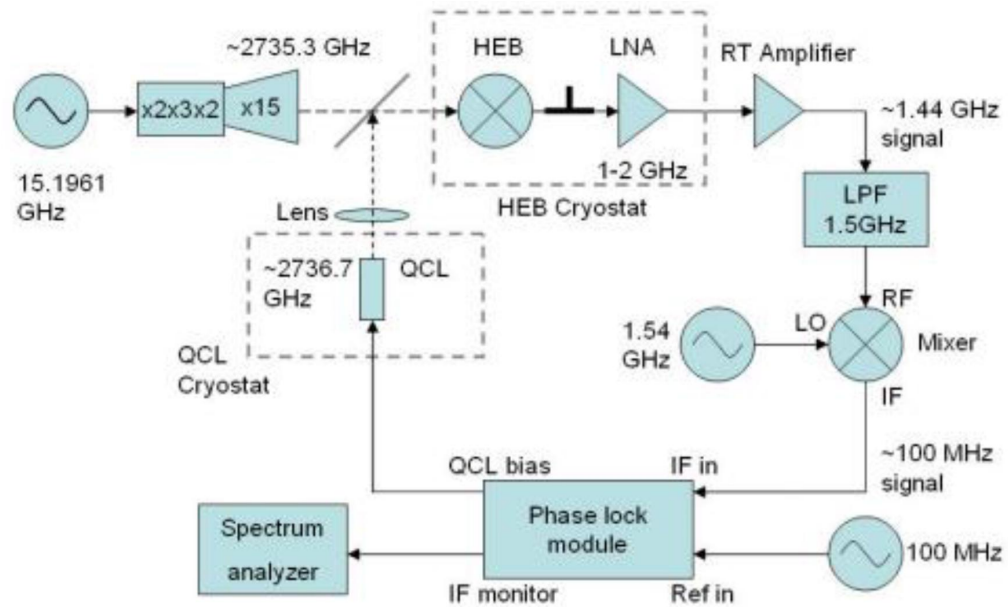 ~2735.3 GHz
HEB
LNA
RT Amplifier
x2x3x2
x15
15.1961
GHz
~1.44 GHz
signal
1-2 GHz
HEB Cryostat
LPF
1.5GHz
Lens
~2736.7
GHz
QCL
QCL
Cryostat
RF
1.54
GHz
LO
Mixer
IF
QCL bias
IF in
~100 MHz
signal
Phase lock
module
Spectrum
analyzer
100 MHz
IF monitor
Ref in